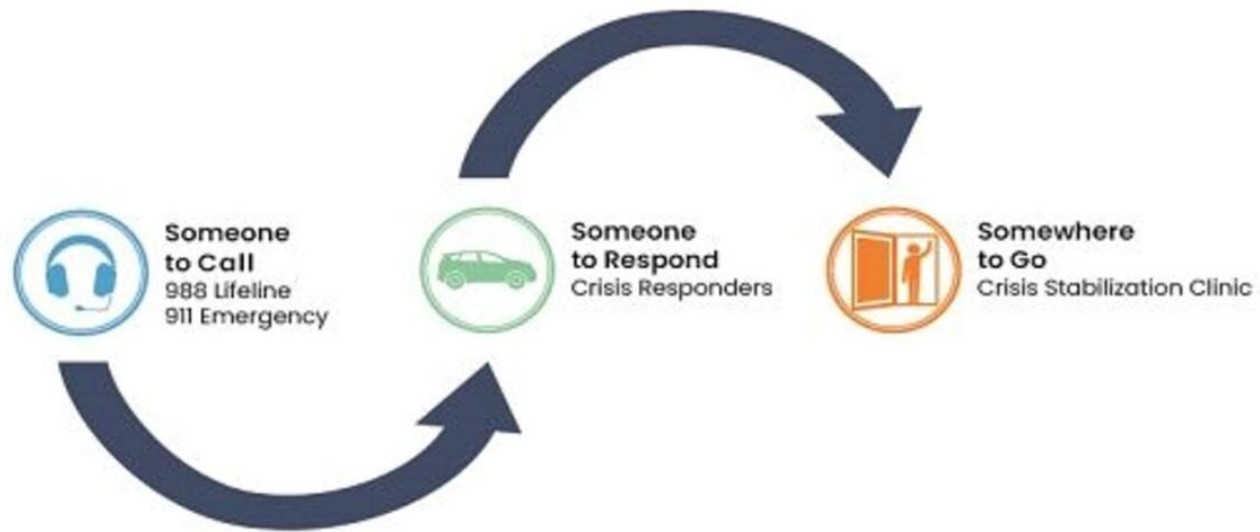 Someone
to Call
988 Lifeline
911 Emergency
Someone
to Respond
Crisis Responders
Somewhere
to Go
Crisis Stabilization Clinic